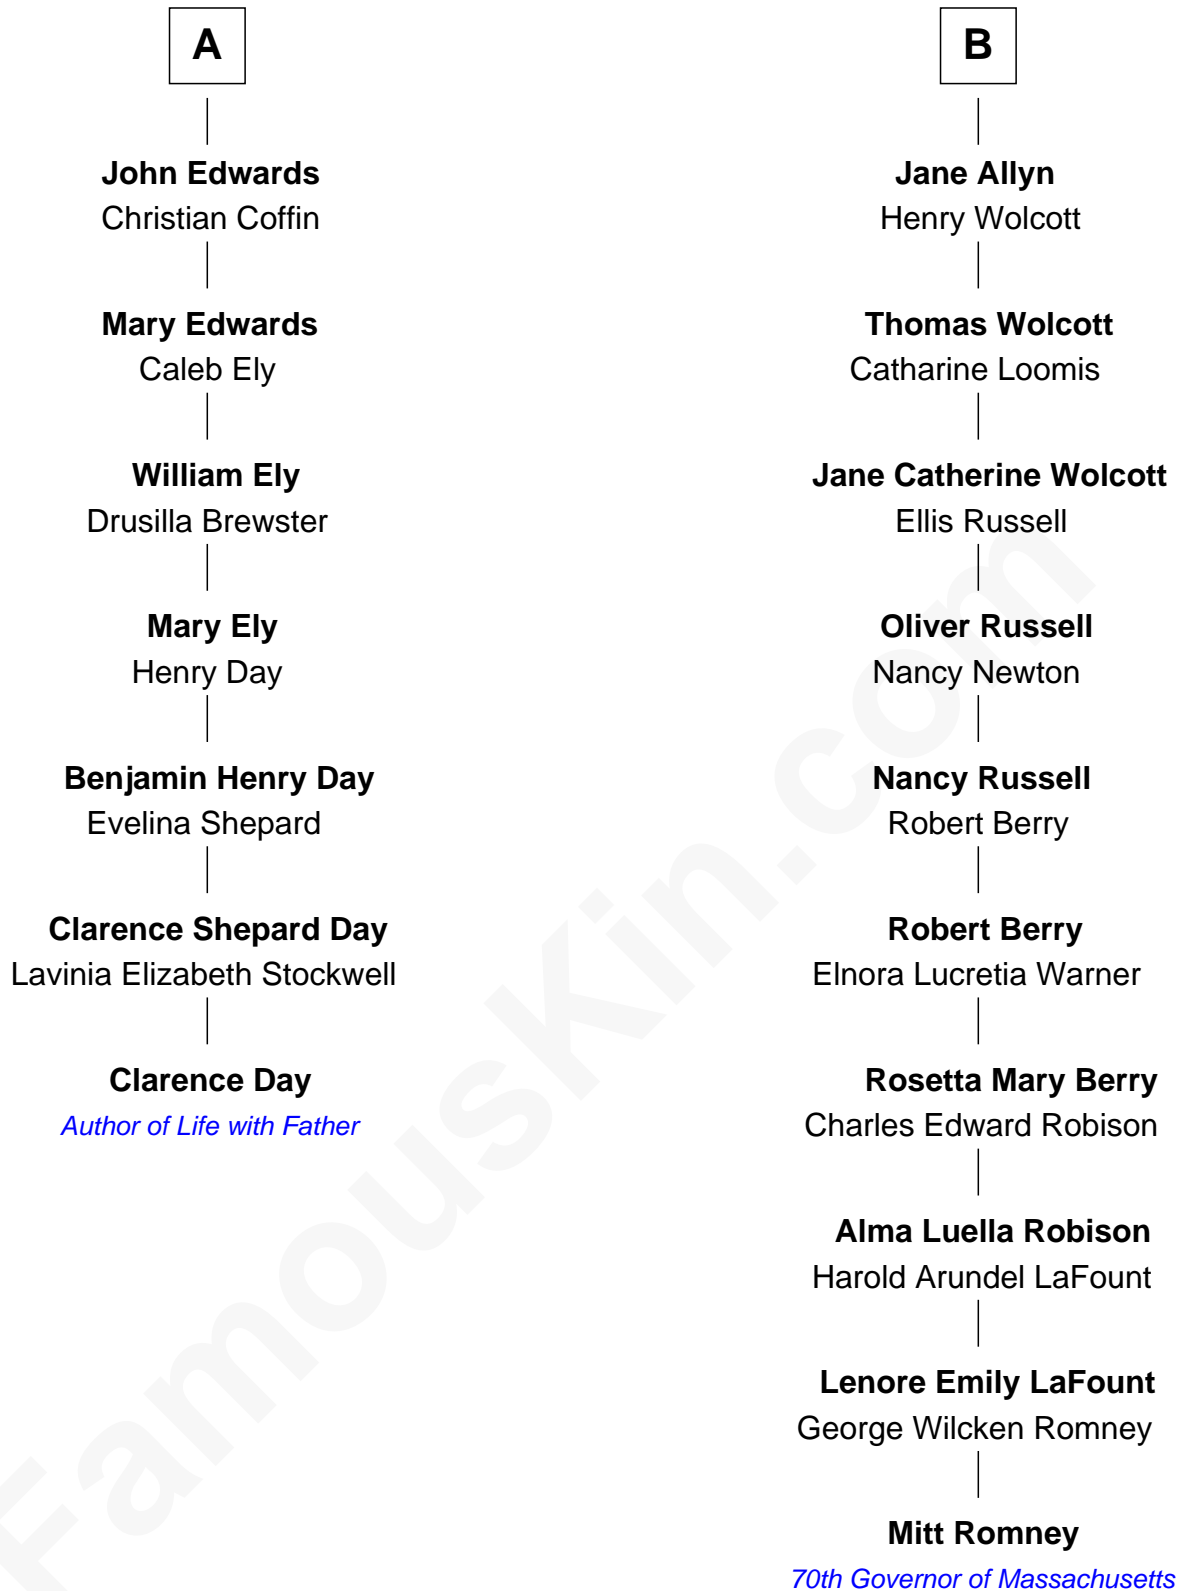 A
John Edwards
Christian Coffin
Mary Edwards
Caleb Ely
William Ely
Drusilla Brewster
Mary Ely
Henry Day
Benjamin Henry Day
Evelina Shepard
Clarence Shepard Day
Lavinia Elizabeth Stockwell
Clarence Day
Author of Life with Father
B
Jane Allyn
Henry Wolcott
Thomas Wolcott
Catharine Loomis
Jane Catherine Wolcott
Ellis Russell
Oliver Russell
Nancy Newton
Nancy Russell
Robert Berry
Robert Berry
Elnora Lucretia Warner
Rosetta Mary Berry
Charles Edward Robison
Alma Luella Robison
Harold Arundel LaFount
Lenore Emily LaFount
George Wilcken Romney
Mitt Romney
70th Governor of Massachusetts
FamousKin.com